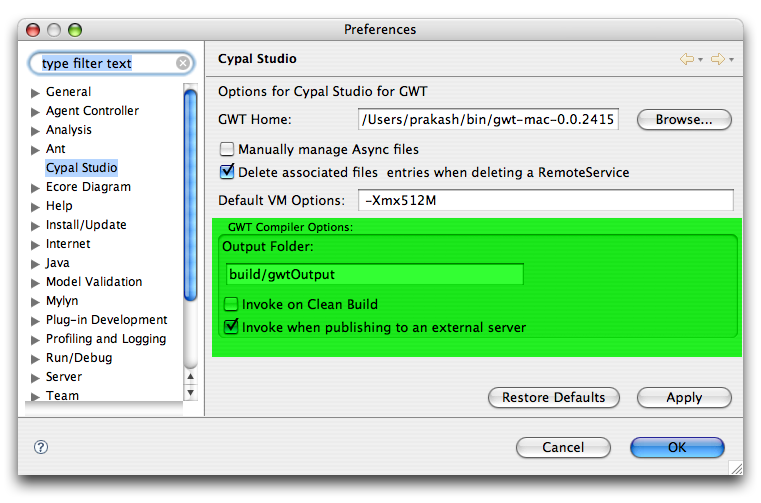 Preferences
type filter text
General
Agent Controller
Analysis
Ant
Cypal Studio
Ecore Diagram
Help
Install/Update
Internet
Java
Model Validation
Mylyn
Plug-in Development
Profiling and Logging
Run/Debug
Server
Team
Cypal Studio
Options for Cypal Studio for GWT
GWT Home: /Users/prakash/bin/gwt-mac-0.0.2415 Browse...
Manually manage Async files
Delete associated files entries when deleting a RemoteService
Default VM Options: -Xmx512M
GWT Compiler Options:
Output Folder:
build/gwtOutput
Invoke on Clean Build
Invoke when publishing to an external server
Restore Defaults Apply
? Cancel OK